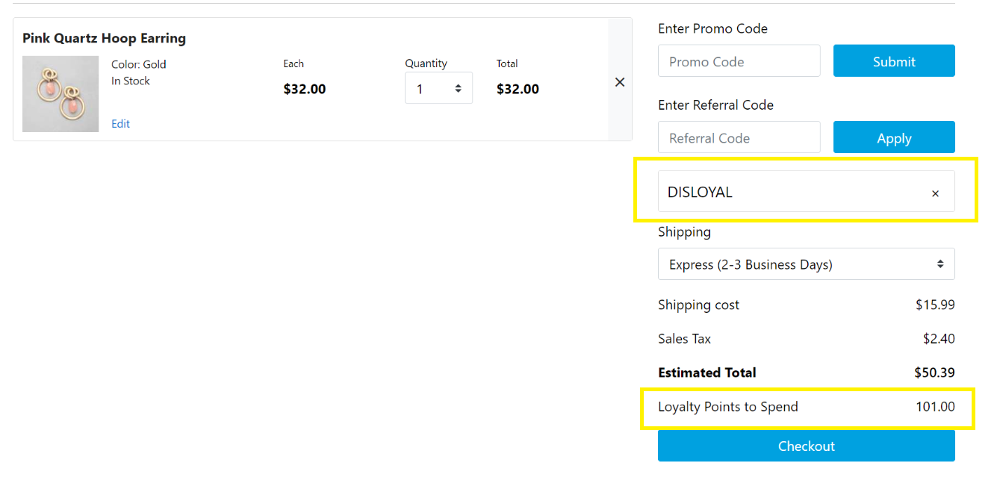 Pink Quartz Hoop Earring
Color: Gold
In Stock
Edit
Each
$32.00
Quantity
1
Total
$32.00
×
Enter Promo Code
Promo Code
Submit
Enter Referral Code
Referral Code
Apply
DISLOYAL ×
Shipping
Express (2-3 Business Days)
Shipping cost $15.99
Sales Tax $2.40
Estimated Total $50.39
Loyalty Points to Spend 101.00
Checkout